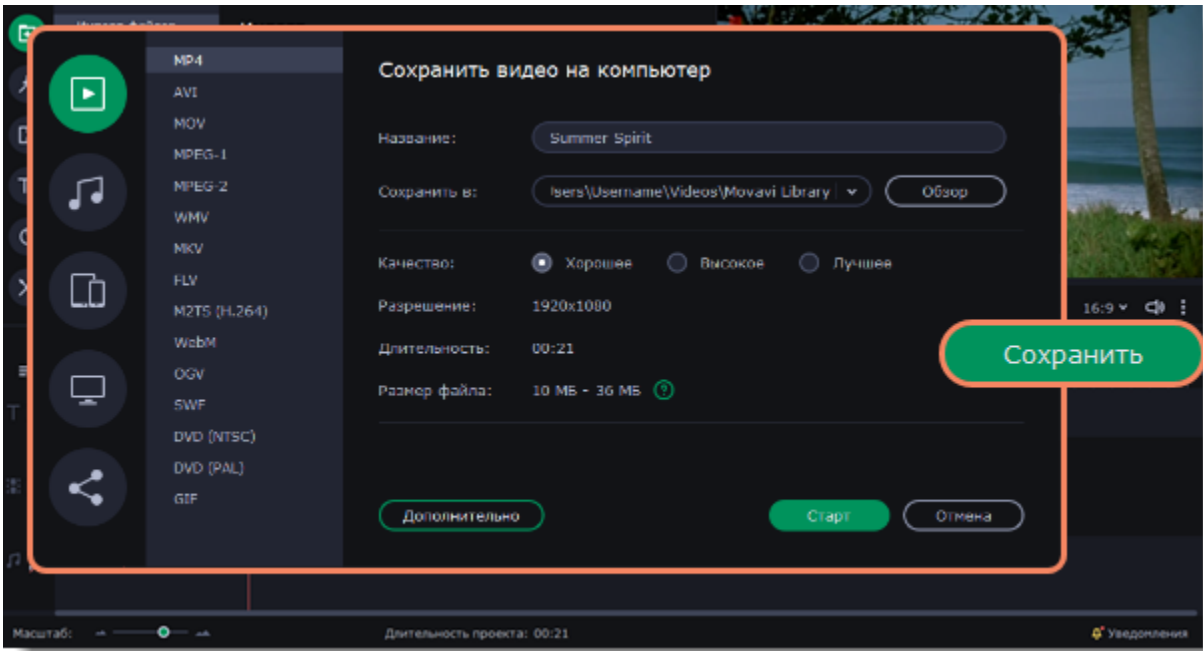 MP4
AVI
MOV
MPEG-1
MPEG-2
WMV
MKV
FLV
M2TS (H.264)
WebM
OGV
SWF
DVD (NTSC)
DVD (PAL)
GIF
Сохранить видео на компьютер
Название: Summer Spirit
Сохранить в: \Username\Videos\Movavi Library Обзор
Качество: Хорошее Высокое Лучшее
Разрешение: 1920x1080
Длительность: 00:21
Размер файла: 10 МБ - 36 МБ ?
Дополнительно Старт Отмена
16:9
Сохранить
Масштаб: Длительность проекта: 00:21 Уведомления